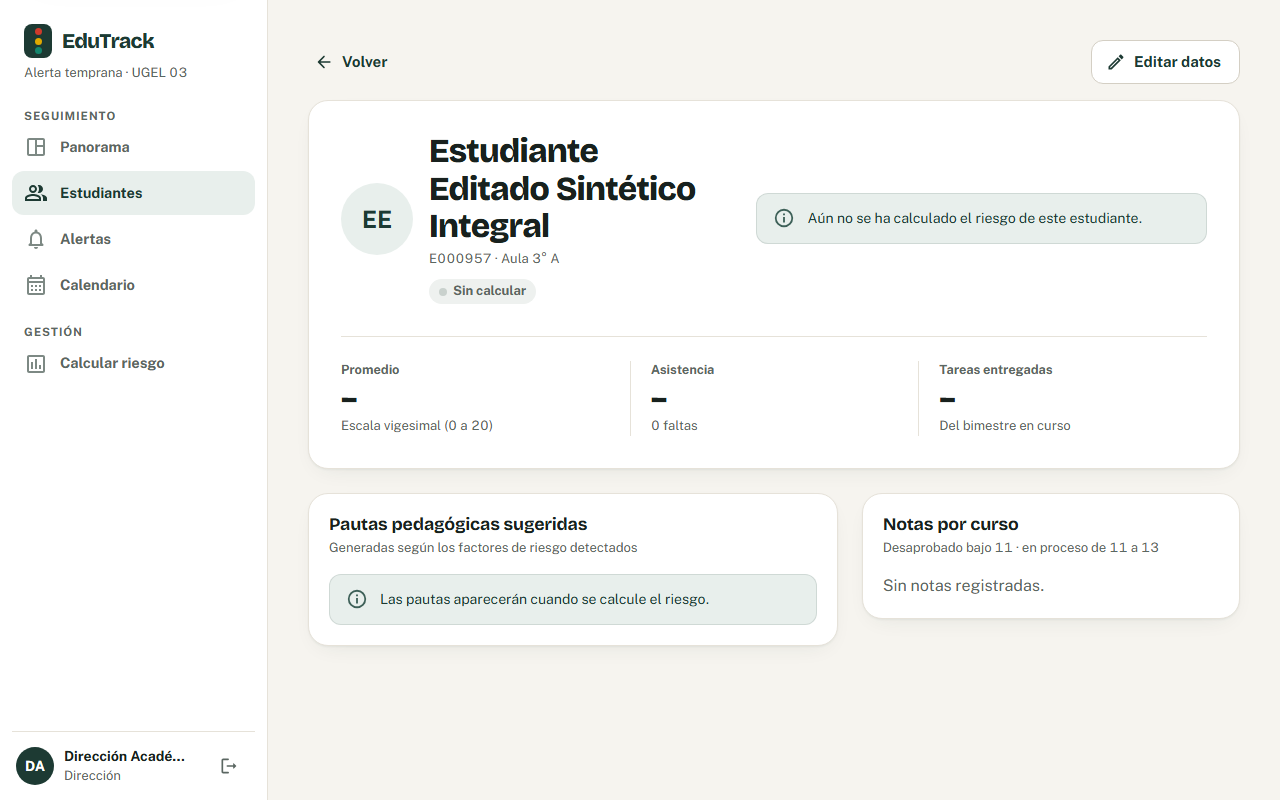 EduTrack
Alerta temprana · UGEL 03
SEGUIMIENTO
Panorama
Estudiantes
Alertas
Calendario
GESTIÓN
Calcular riesgo
DA
Dirección Acadé...
Dirección
Volver
Editar datos
EE
Estudiante
Editado Sintético
Integral
E000957 · Aula 3° A
Sin calcular
Aún no se ha calculado el riesgo de este estudiante.
Promedio
–
Escala vigesimal (0 a 20)
Asistencia
–
0 faltas
Tareas entregadas
–
Del bimestre en curso
Pautas pedagógicas sugeridas
Generadas según los factores de riesgo detectados
Las pautas aparecerán cuando se calcule el riesgo.
Notas por curso
Desaprobado bajo 11 · en proceso de 11 a 13
Sin notas registradas.